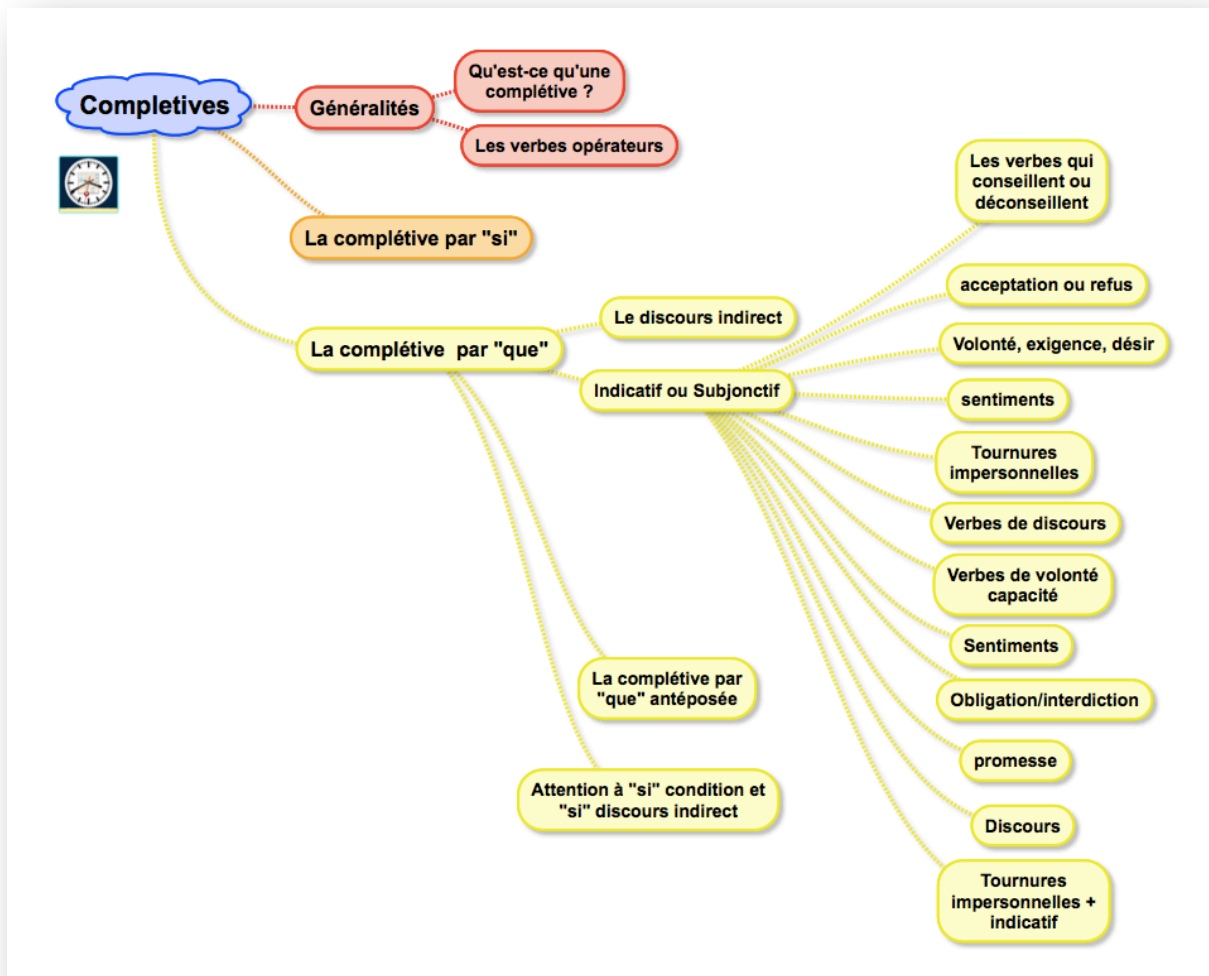 Completives
Généralités
Qu'est-ce qu'une
complétive ?
Les verbes opérateurs
La complétive par "si"
La complétive par "que"
Le discours indirect
Indicatif ou Subjonctif
Les verbes qui
conseillent ou
déconseillent
acceptation ou refus
Volonté, exigence, désir
sentiments
Tournures
impersonnelles
Verbes de discours
Verbes de volonté
capacité
Sentiments
Obligation/interdiction
promesse
Discours
Tournures
impersonnelles +
indicatif
La complétive par
"que" antéposée
Attention à "si" condition et
"si" discours indirect